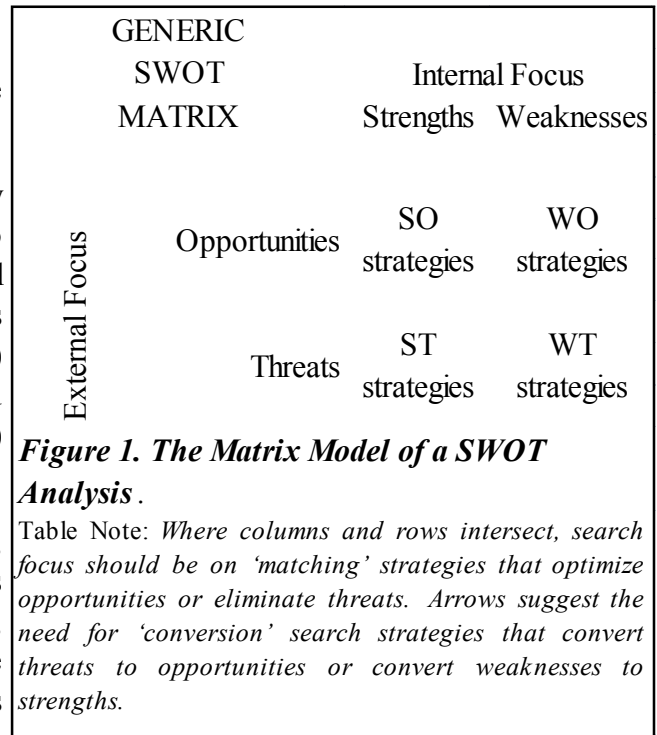 GENERIC
SWOT
MATRIX
Internal Focus
Strengths Weaknesses
External Focus
Opportunities
SO strategies
WO strategies
Threats
ST strategies
WT strategies
Figure 1. The Matrix Model of a SWOT
Analysis.
Table Note: Where columns and rows intersect, search
focus should be on ‘matching’ strategies that optimize
opportunities or eliminate threats. Arrows suggest the
need for ‘conversion’ search strategies that convert
threats to opportunities or convert weaknesses to
strengths.